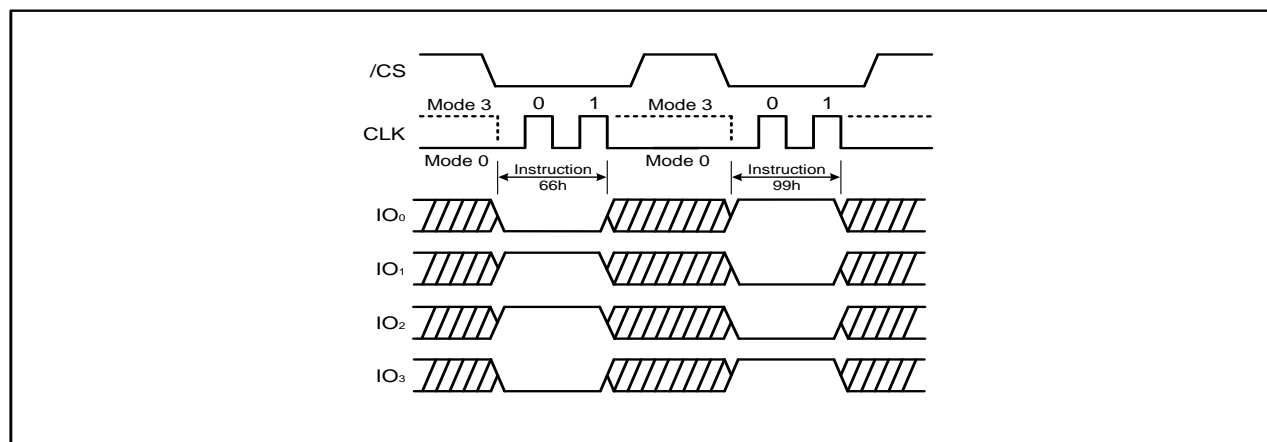 /CS
Mode 3 0 1 Mode 3 0 1
CLK
Mode 0 Mode 0
Instruction Instruction
66h 99h
IO₀
IO₁
IO₂
IO₃